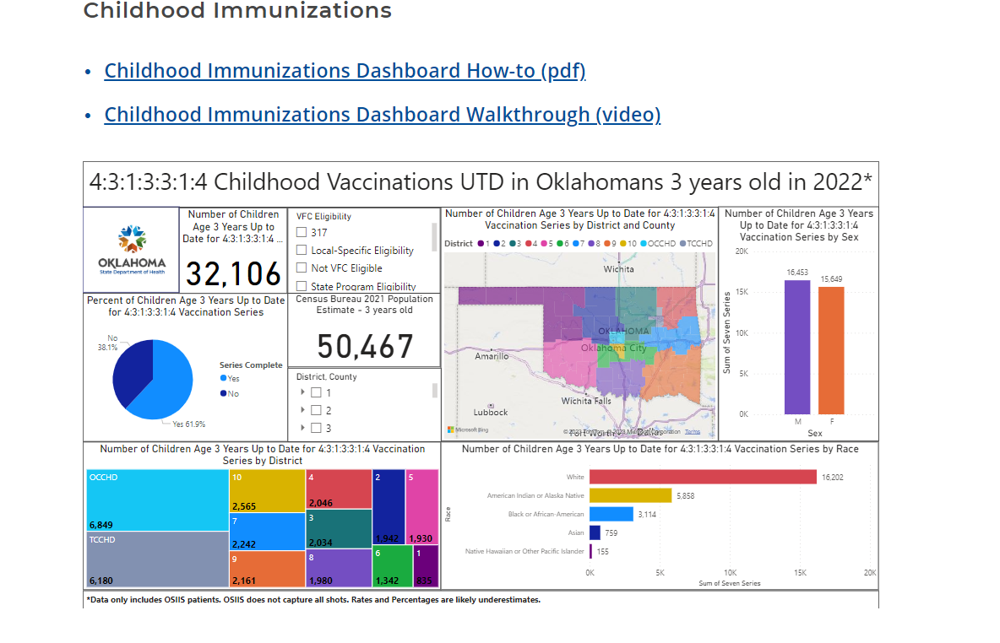 Childhood Immunizations
• Childhood Immunizations Dashboard How-to (pdf)
• Childhood Immunizations Dashboard Walkthrough (video)
4:3:1:3:3:1:4 Childhood Vaccinations UTD in Oklahomans 3 years old in 2022*
OKLAHOMA
State Department of Health
Number of Children
Age 3 Years Up to
Date for 4:3:1:3:3:1:4 ...
32,106
VFC Eligibility
317
Local-Specific Eligibility
Not VFC Eligible
State Program Eligibility
Percent of Children Age 3 Years Up to Date
for 4:3:1:3:3:1:4 Vaccination Series
No
38.1%
Yes 61.9%
Series Complete
Yes
No
Census Bureau 2021 Population
Estimate - 3 years old
50,467
District, County
1
2
3
Number of Children Age 3 Years Up to Date for 4:3:1:3:3:1:4
Vaccination Series by District and County
District 1 2 3 4 5 6 7 8 9 10 OCCHD TCCHD
Wichita
OKLAHOMA
Oklahoma City
Amarillo
Wichita Falls
Lubbock
Fort Worth
Dallas
Microsoft Bing
Terms
Number of Children Age 3 Years
Up to Date for 4:3:1:3:3:1:4
Vaccination Series by Sex
Sum of Seven Series
20K
15K
10K
5K
0K
16,453
15,649
M
F
Sex
Number of Children Age 3 Years Up to Date for 4:3:1:3:3:1:4 Vaccination
Series by District
OCCHD
6,849
TCCHD
6,180
10
2,565
7
2,242
9
2,161
4
2,046
3
2,034
8
1,980
2
1,942
5
1,930
6
1,342
1
835
Number of Children Age 3 Years Up to Date for 4:3:1:3:3:1:4 Vaccination Series by Race
Race
White 16,202
American Indian or Alaska Native 5,858
Black or African-American 3,114
Asian 759
Native Hawaiian or Other Pacific Islander 155
0K 5K 10K 15K 20K
Sum of Seven Series
*Data only includes OSIIS patients. OSIIS does not capture all shots. Rates and Percentages are likely underestimates.